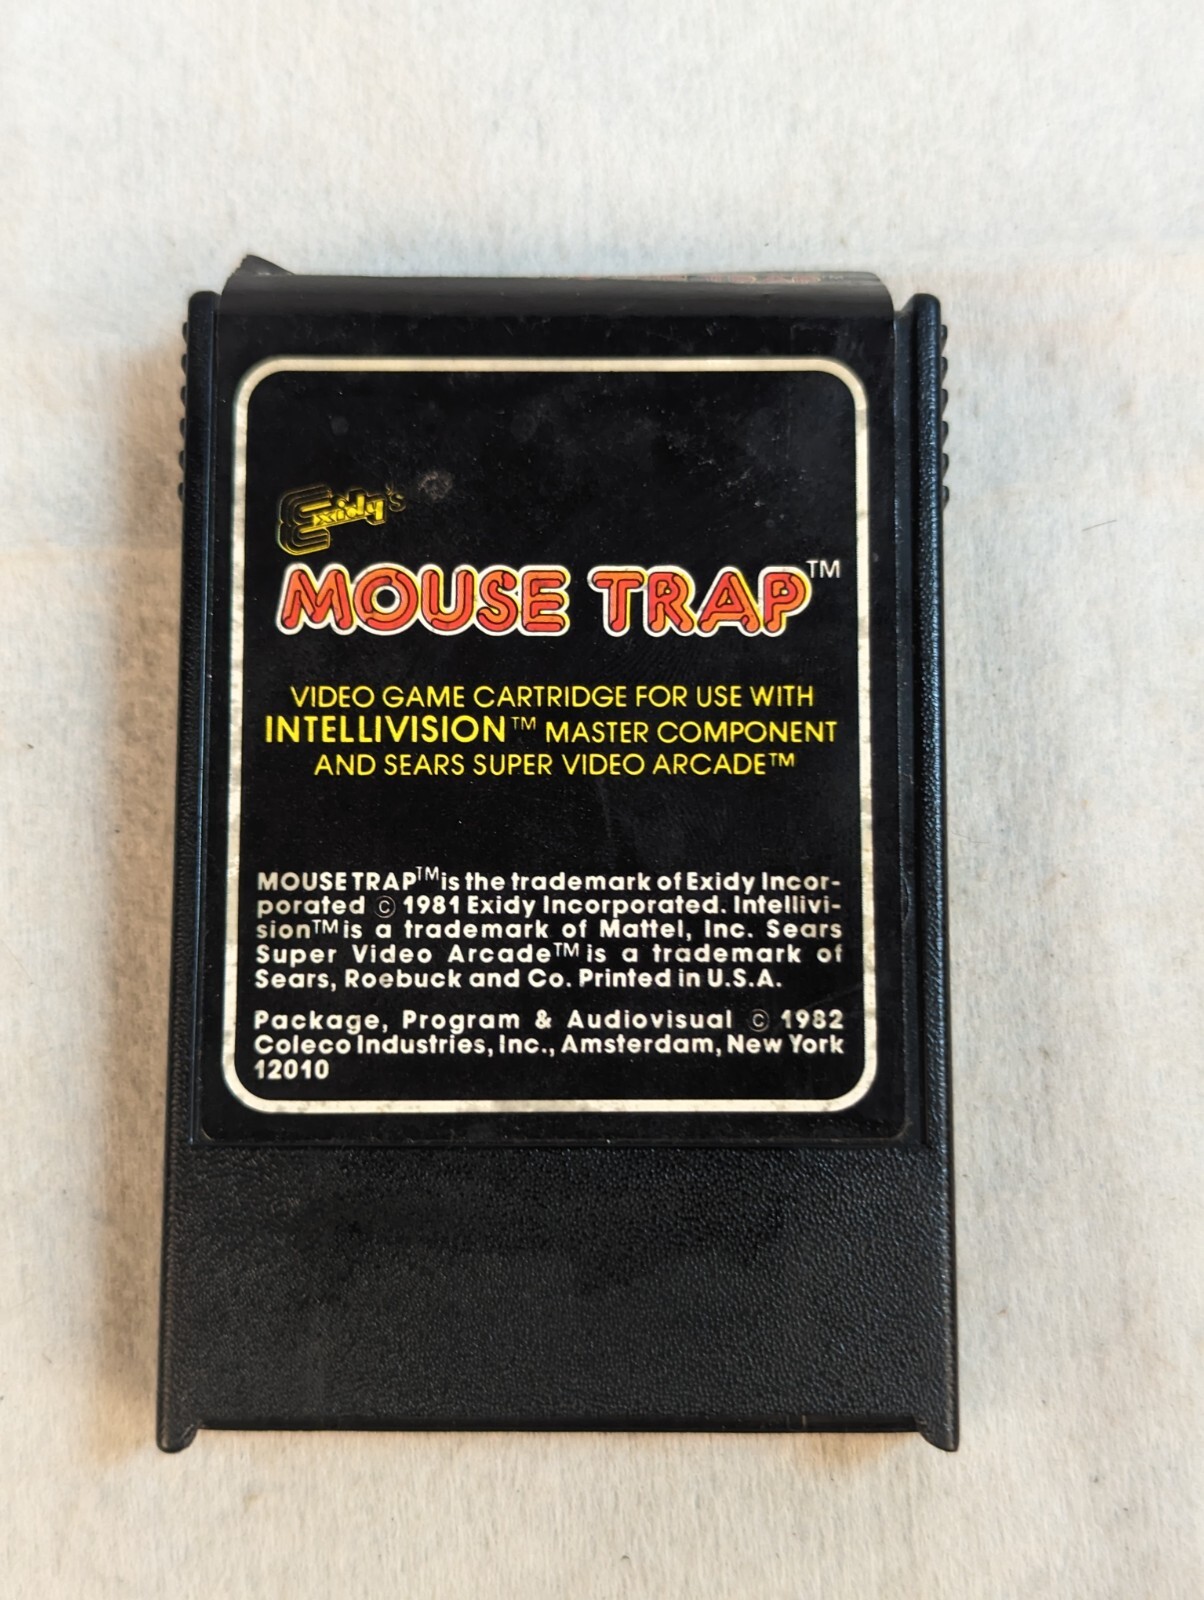 Exidy's
MOUSE TRAP™
VIDEO GAME CARTRIDGE FOR USE WITH
INTELLIVISION™ MASTER COMPONENT
AND SEARS SUPER VIDEO ARCADE™
MOUSE TRAP™ is the trademark of Exidy Incor-
porated © 1981 Exidy Incorporated. Intellivi-
sion™ is a trademark of Mattel, Inc. Sears
Super Video Arcade™ is a trademark of
Sears, Roebuck and Co. Printed in U.S.A.
Package, Program & Audiovisual © 1982
Coleco Industries, Inc., Amsterdam, New York
12010